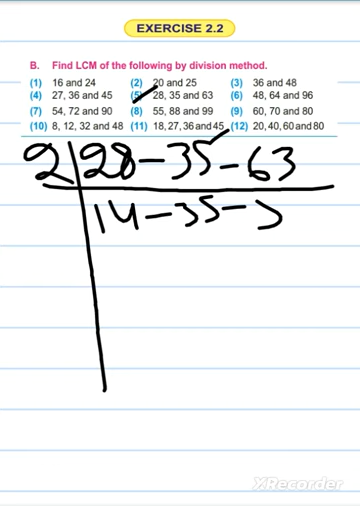 EXERCISE 2.2
B. Find LCM of the following by division method.
(1) 16 and 24 (2) 20 and 25 (3) 36 and 48
(4) 27, 36 and 45 (5) 28, 35 and 63 (6) 48, 64 and 96
(7) 54, 72 and 90 (8) 55, 88 and 99 (9) 60, 70 and 80
(10) 8, 12, 32 and 48 (11) 18, 27, 36 and 45 (12) 20, 40, 60 and 80
2 28 - 35 - 63
14 - 35 -
XRecorder